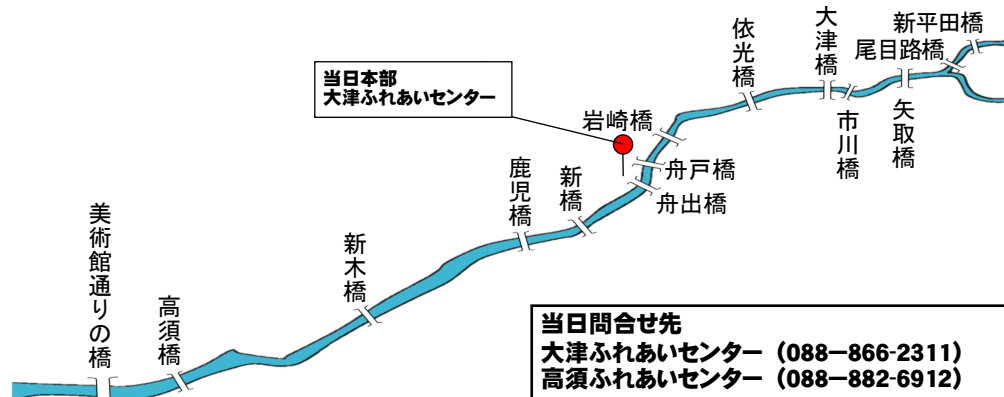 当日本部
大津ふれあいセンター
美術館通りの橋
高須橋
新木橋
鹿児橋
新橋
岩崎橋
舟戸橋
舟出橋
依光橋
大津橋
市川橋
矢取橋
尾目路橋
新平田橋
当日問合せ先
大津ふれあいセンター（088－866-2311）
高須ふれあいセンター（088－882-6912）